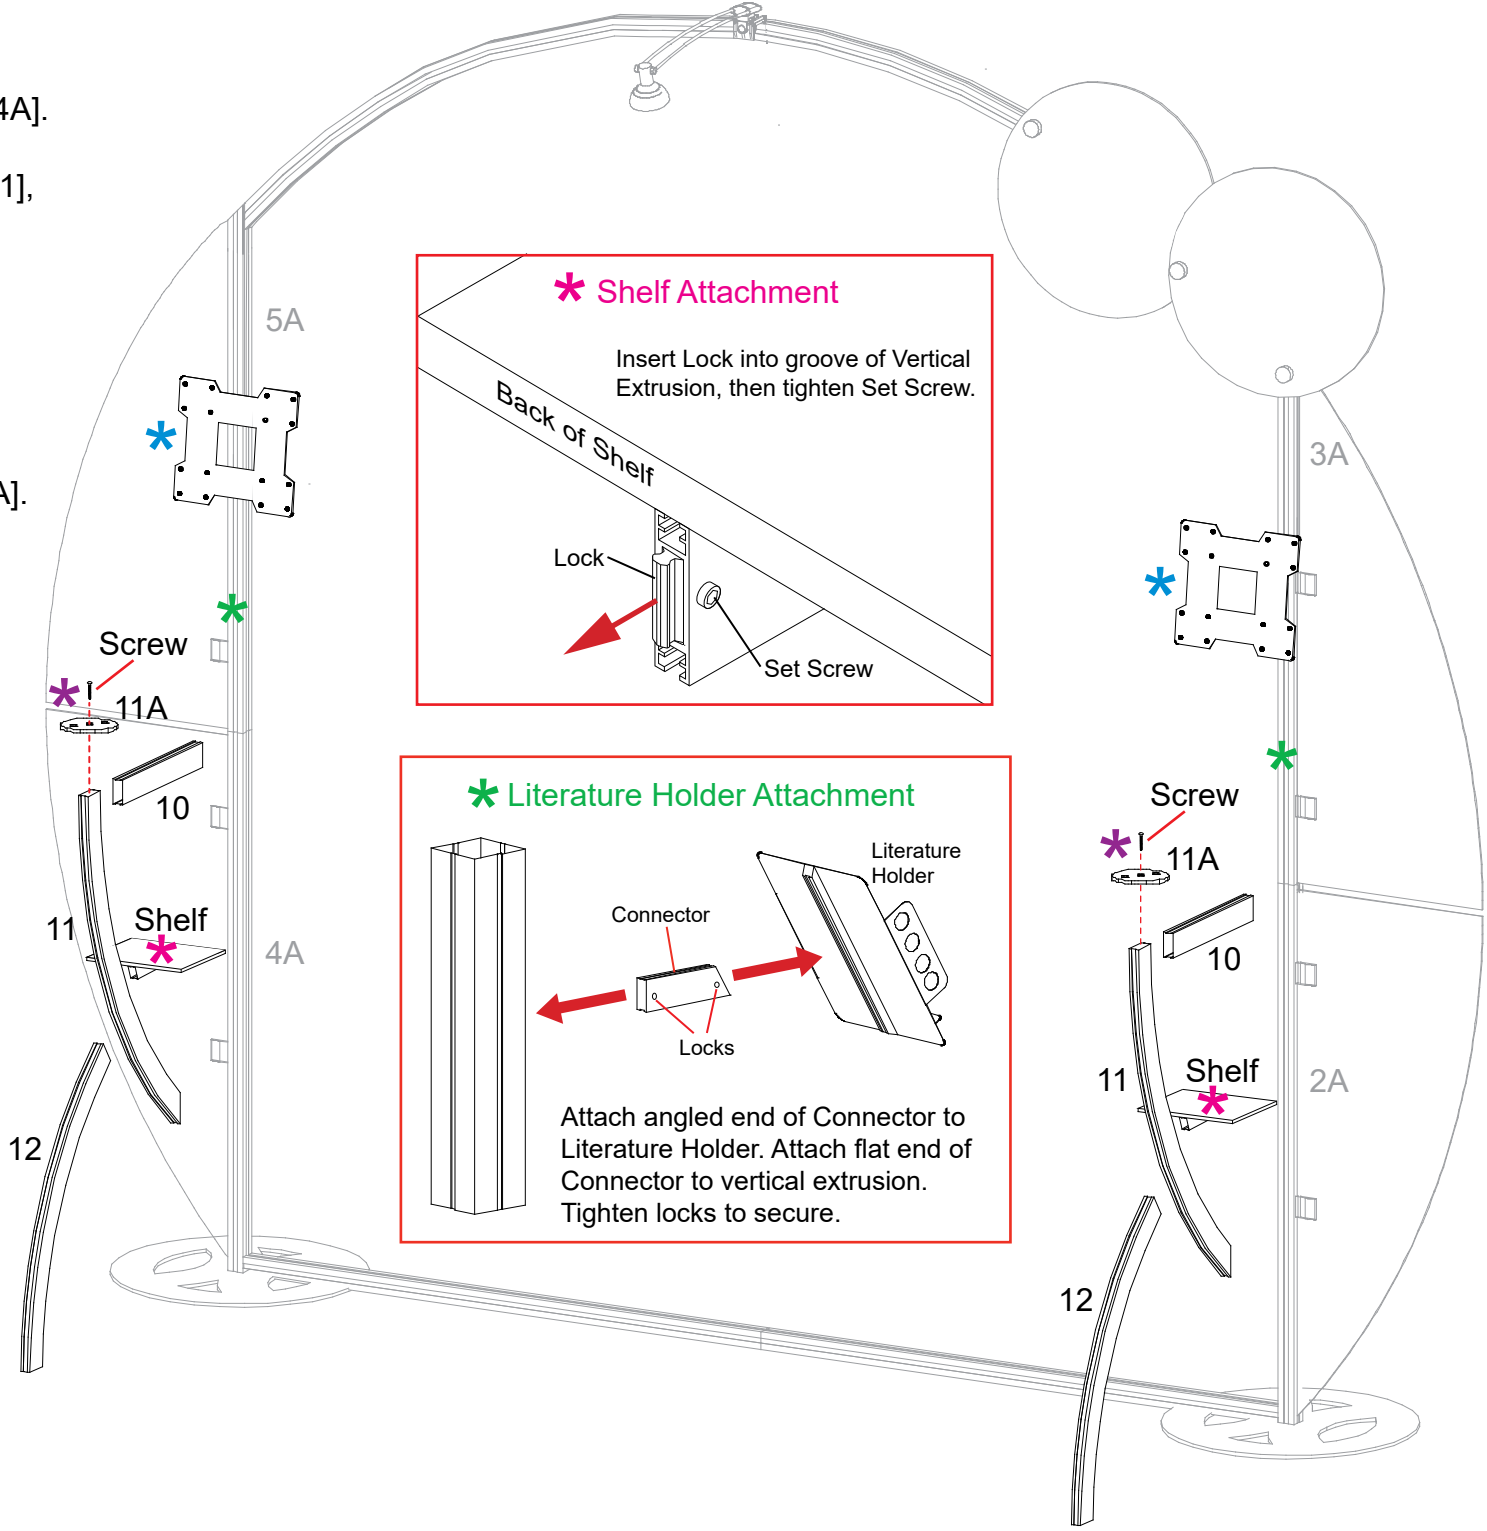 4A].
1],
A].
5A
3A
* Shelf Attachment
Insert Lock into groove of Vertical
Extrusion, then tighten Set Screw.
Back of Shelf
Lock
Set Screw
*
*
*
*
Screw
*
11A
10
11
Shelf
*
4A
12
* Literature Holder Attachment
Literature
Holder
Connector
Locks
Attach angled end of Connector to
Literature Holder. Attach flat end of
Connector to vertical extrusion.
Tighten locks to secure.
Screw
*
11A
10
11
Shelf
*
2A
12